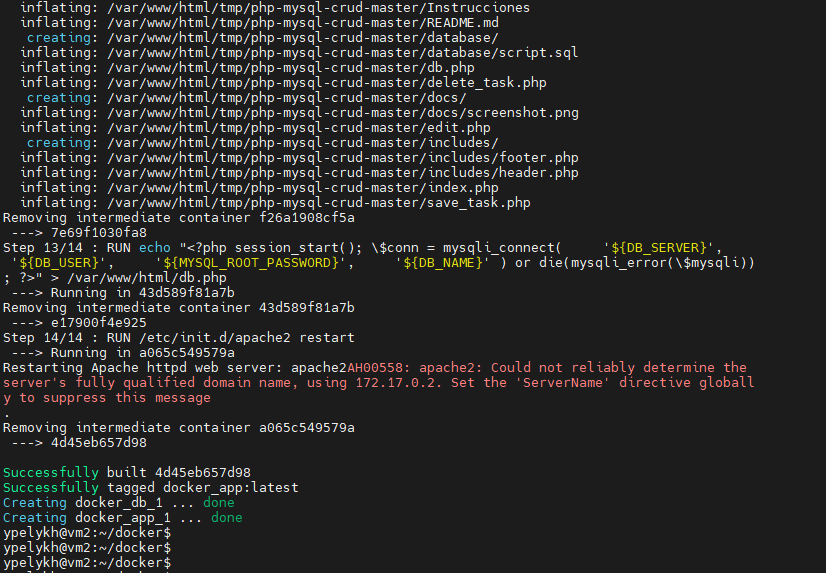 inflating: /var/www/html/tmp/php-mysql-crud-master/Instrucciones
inflating: /var/www/html/tmp/php-mysql-crud-master/README.md
creating: /var/www/html/tmp/php-mysql-crud-master/database/
inflating: /var/www/html/tmp/php-mysql-crud-master/database/script.sql
inflating: /var/www/html/tmp/php-mysql-crud-master/db.php
inflating: /var/www/html/tmp/php-mysql-crud-master/delete_task.php
creating: /var/www/html/tmp/php-mysql-crud-master/docs/
inflating: /var/www/html/tmp/php-mysql-crud-master/docs/screenshot.png
inflating: /var/www/html/tmp/php-mysql-crud-master/edit.php
creating: /var/www/html/tmp/php-mysql-crud-master/includes/
inflating: /var/www/html/tmp/php-mysql-crud-master/includes/footer.php
inflating: /var/www/html/tmp/php-mysql-crud-master/includes/header.php
inflating: /var/www/html/tmp/php-mysql-crud-master/index.php
inflating: /var/www/html/tmp/php-mysql-crud-master/save_task.php
Removing intermediate container f26a1908cf5a
---> 7e69f1030fa8
Step 13/14 : RUN echo "<?php session_start(); \$conn = mysqli_connect(     '${DB_SERVER}',
'${DB_USER}',     '${MYSQL_ROOT_PASSWORD}',     '${DB_NAME}' ) or die(mysqli_error(\$mysqli))
; ?>" > /var/www/html/db.php
---> Running in 43d589f81a7b
Removing intermediate container 43d589f81a7b
---> e17900f4e925
Step 14/14 : RUN /etc/init.d/apache2 restart
---> Running in a065c549579a
Restarting Apache httpd web server: apache2AH00558: apache2: Could not reliably determine the
server's fully qualified domain name, using 172.17.0.2. Set the 'ServerName' directive globall
y to suppress this message
.
Removing intermediate container a065c549579a
---> 4d45eb657d98
Successfully built 4d45eb657d98
Successfully tagged docker_app:latest
Creating docker_db_1 ... done
Creating docker_app_1 ... done
ypelykh@vm2:~/docker$
ypelykh@vm2:~/docker$
ypelykh@vm2:~/docker$